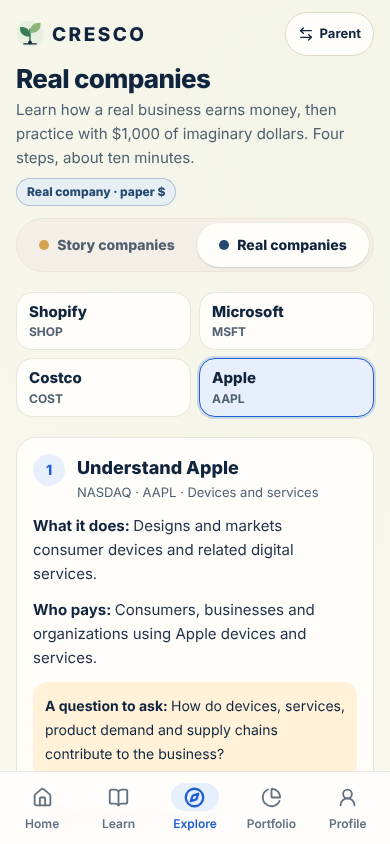 CRESCO
Parent
Real companies
Learn how a real business earns money, then
practice with $1,000 of imaginary dollars. Four
steps, about ten minutes.
Real company · paper $
Story companies
Real companies
Shopify
SHOP
Microsoft
MSFT
Costco
COST
Apple
AAPL
1
Understand Apple
NASDAQ · AAPL · Devices and services
What it does: Designs and markets
consumer devices and related digital
services.
Who pays: Consumers, businesses and
organizations using Apple devices and
services.
A question to ask: How do devices, services,
product demand and supply chains
contribute to the business?
Home
Learn
Explore
Portfolio
Profile